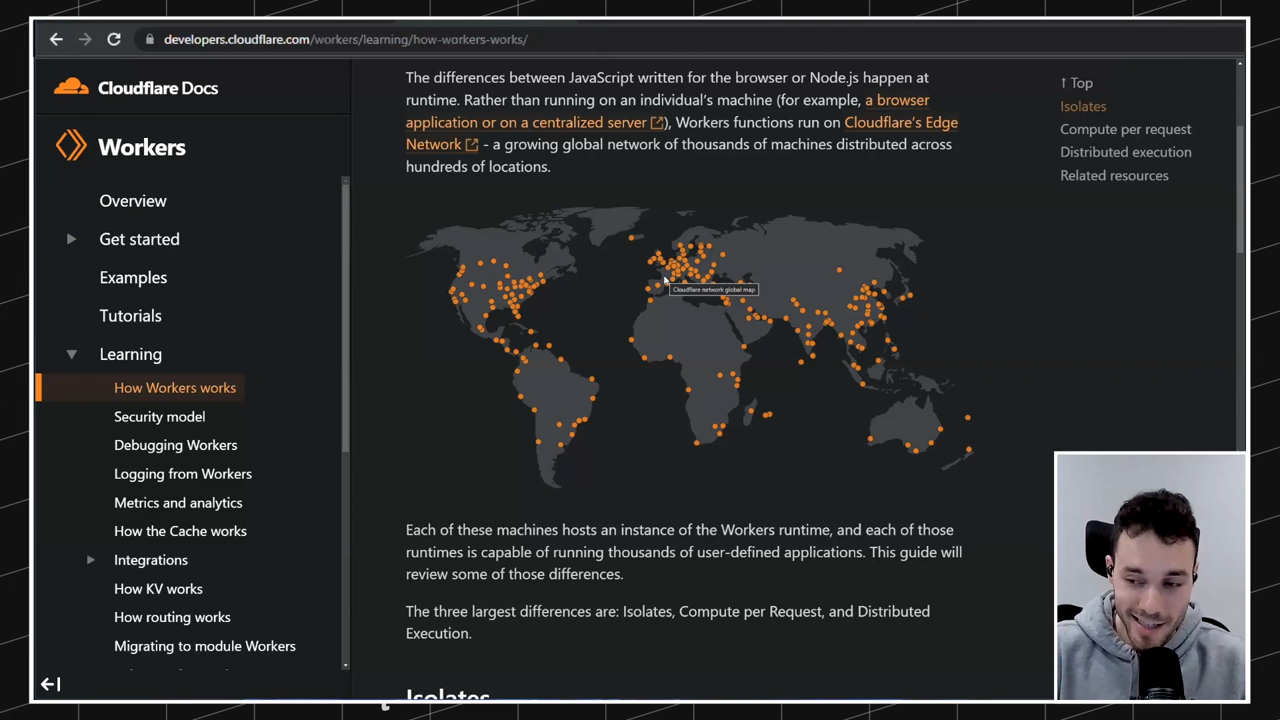 developers.cloudflare.com/workers/learning/how-workers-works/
Cloudflare Docs
Workers
Overview
Get started
Examples
Tutorials
Learning
How Workers works
Security model
Debugging Workers
Logging from Workers
Metrics and analytics
How the Cache works
Integrations
How KV works
How routing works
Migrating to module Workers
The differences between JavaScript written for the browser or Node.js happen at
runtime. Rather than running on an individual's machine (for example, a browser
application or on a centralized server), Workers functions run on Cloudflare's Edge
Network - a growing global network of thousands of machines distributed across
hundreds of locations.
Cloudflare network global map
Each of these machines hosts an instance of the Workers runtime, and each of those
runtimes is capable of running thousands of user-defined applications. This guide will
review some of those differences.
The three largest differences are: Isolates, Compute per Request, and Distributed
Execution.
Isolates
↑ Top
Isolates
Compute per request
Distributed execution
Related resources